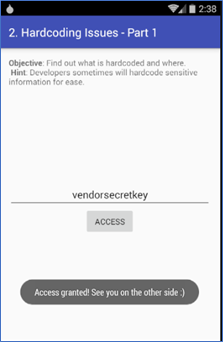 2:38
2. Hardcoding Issues - Part 1
Objective: Find out what is hardcoded and where.
Hint: Developers sometimes will hardcode sensitive
information for ease.
vendorsecretkey
ACCESS
Access granted! See you on the other side :)